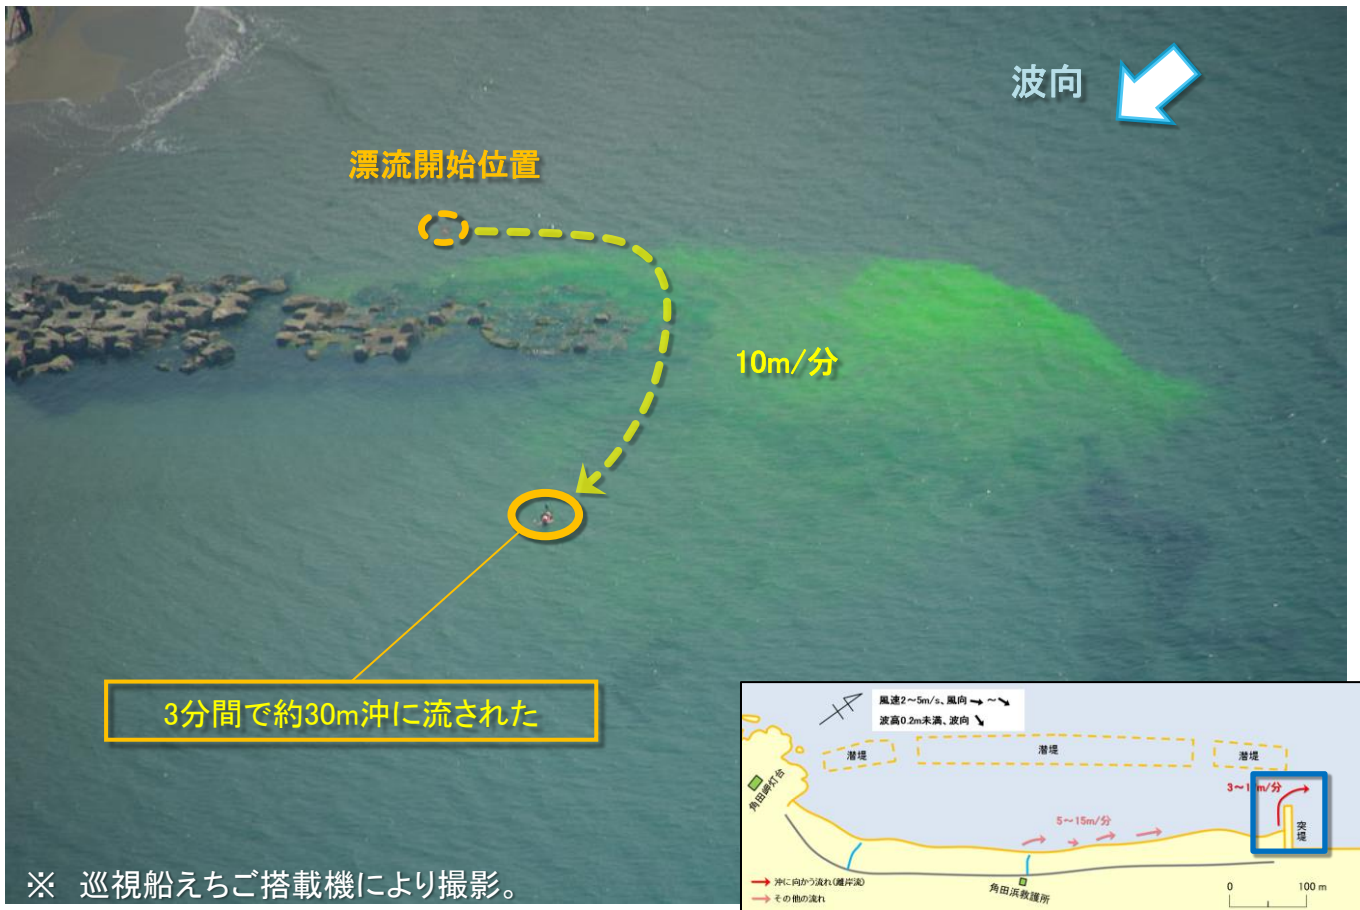 波向
漂流開始位置
10m/分
3分間で約30m沖に流された
※ 巡視船えちご搭載機により撮影。
風速2~5m/s、風向 → ~ ↘
波高0.2m未満、波向 ↘
潜堤
潜堤
潜堤
角田岬灯台
5~15m/分
突堤
沖に向かう流れ(離岸流)
その他の流れ
角田浜救護所
0 100 m